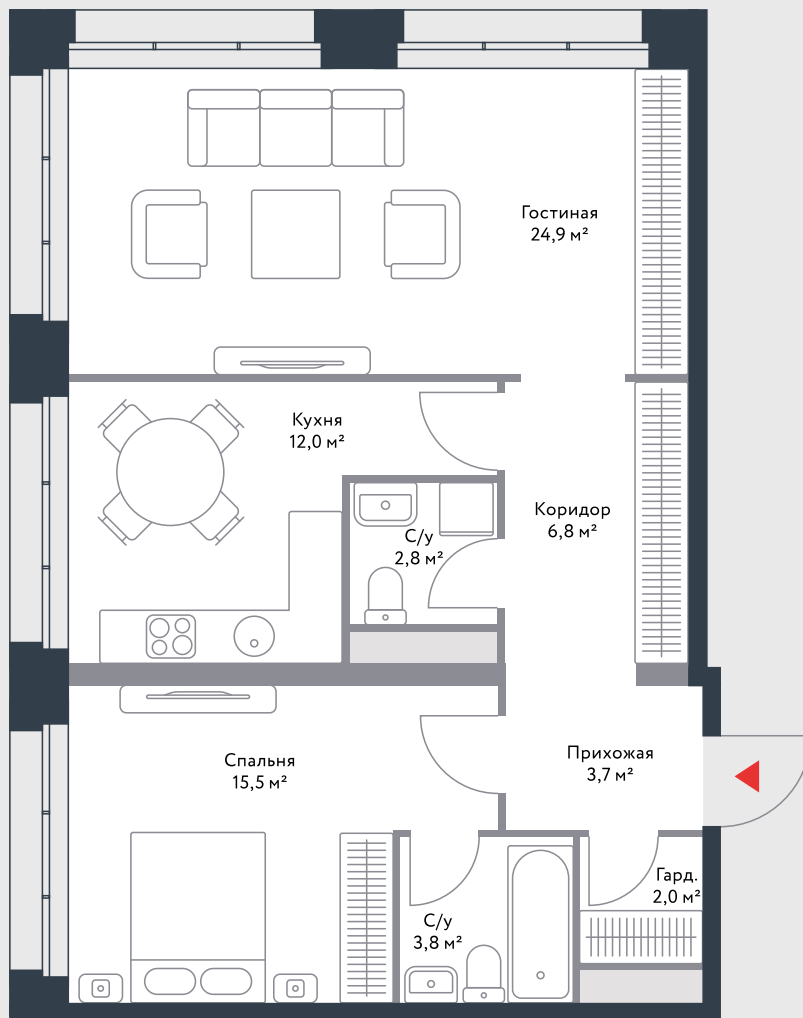 Гостиная
24,9 м²
Кухня
12,0 м²
Коридор
6,8 м²
С/у
2,8 м²
Спальня
15,5 м²
Прихожая
3,7 м²
Гард.
2,0 м²
С/у
3,8 м²